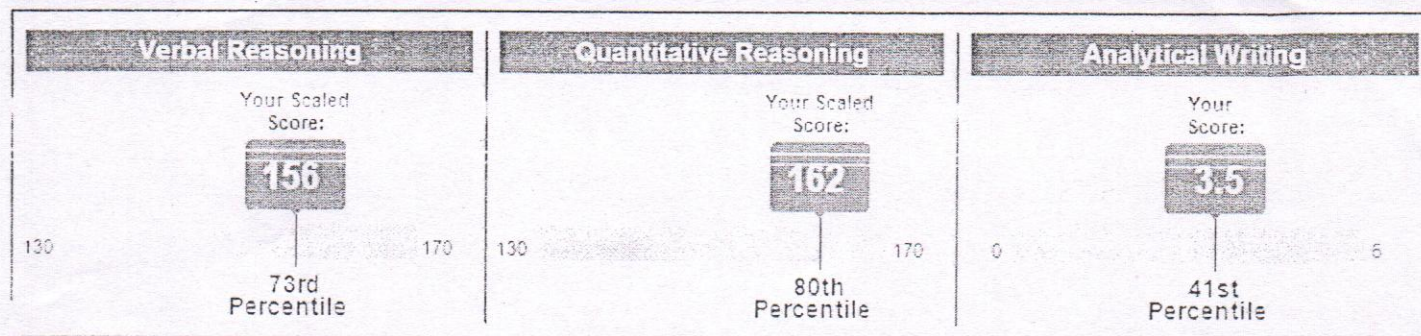 Verbal Reasoning
Your Scaled
Score:
156
130
170
73rd
Percentile
Quantitative Reasoning
Your Scaled
Score:
162
130
170
80th
Percentile
Analytical Writing
Your
Score:
3.5
0
6
41st
Percentile